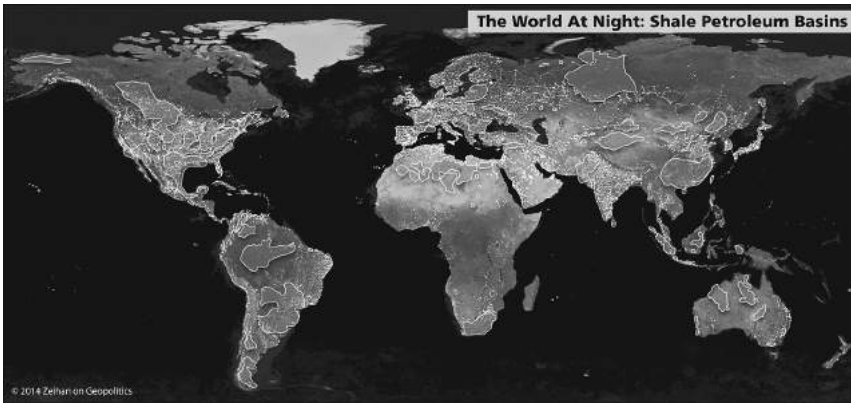 The World At Night: Shale Petroleum Basins
© 2014 Zeihan on Geopolitics